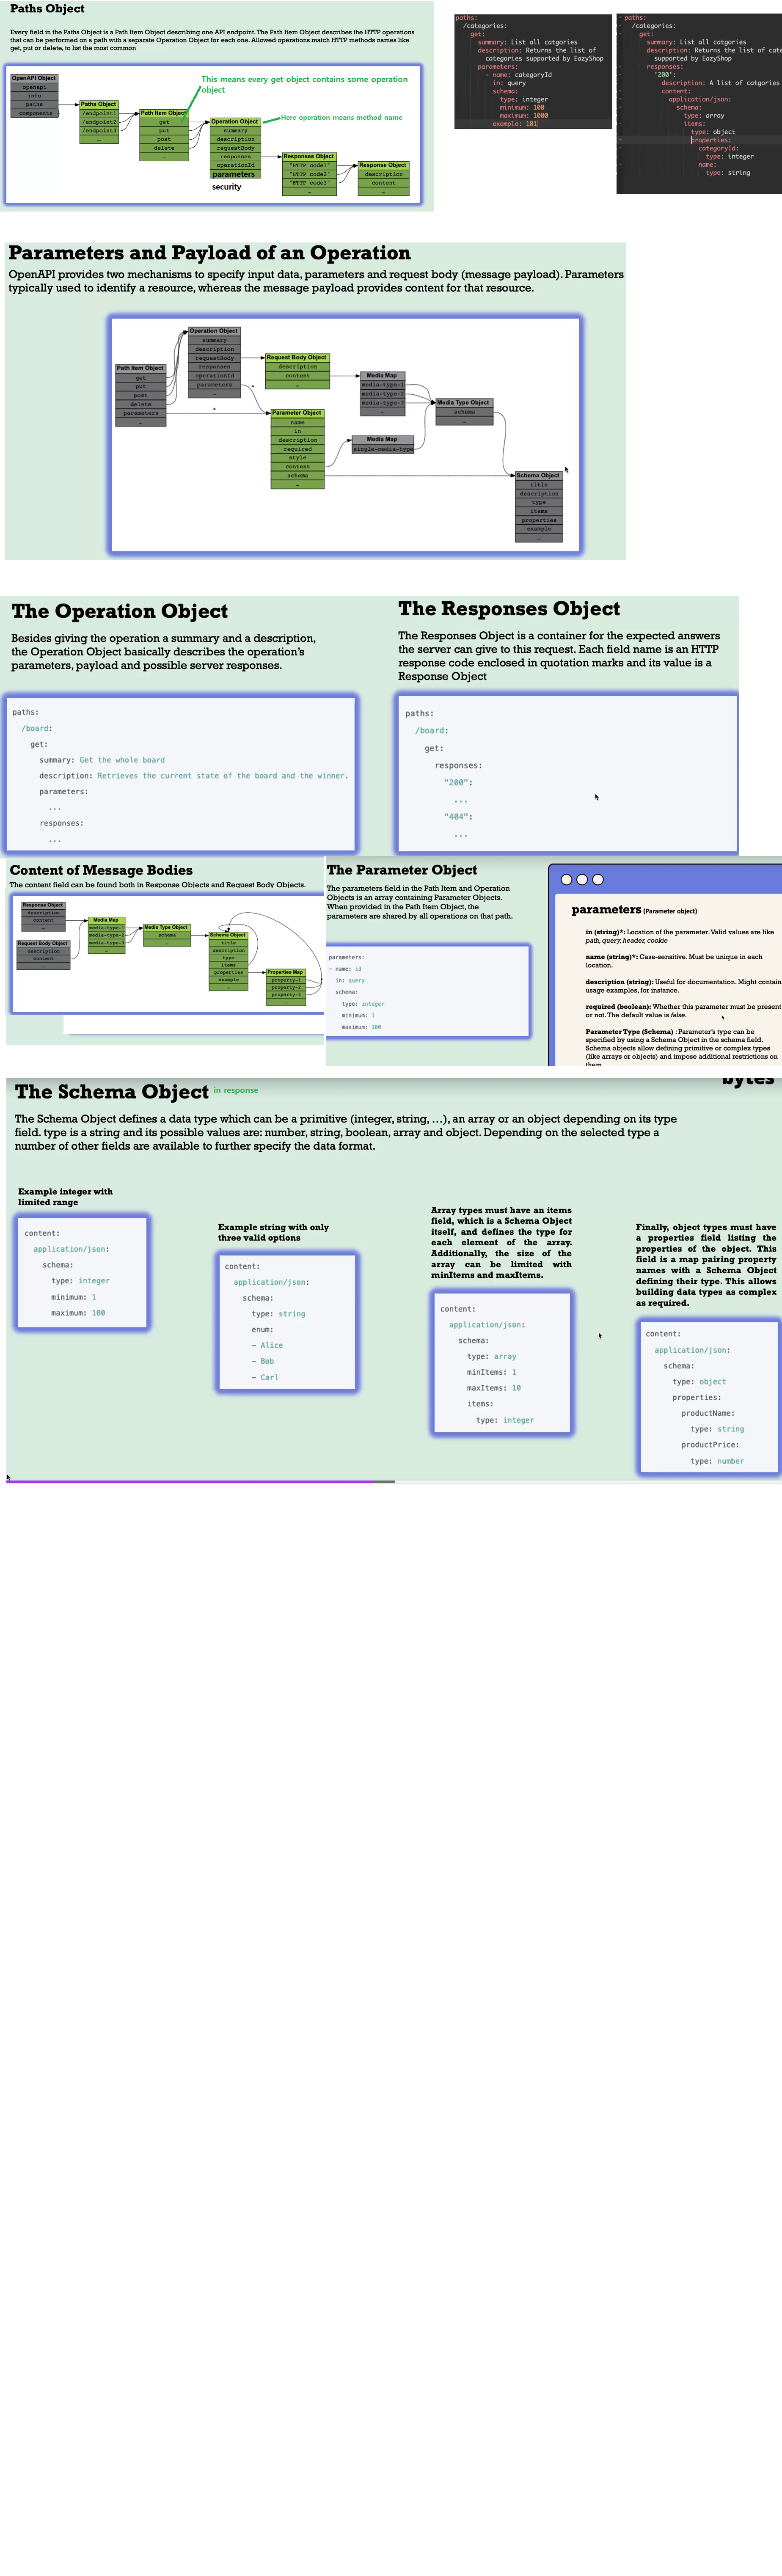 Paths Object
Every field in the Paths Object is a Path Item Object describing one API endpoint. The Path Item Object describes the HTTP operations
that can be performed on a path with a separate Operation Object for each one. Allowed operations match HTTP methods names like
get, put or delete, to list the most common
This means every get object contains some operation
object
Here operation means method name
OpenAPI Object
openapi
info
paths
components
Paths Object
/endpoint1
/endpoint2
/endpoint3
…
Path Item Object
get
put
post
delete
…
Operation Object
summary
description
requestBody
responses
operationId
parameters
security
Responses Object
"HTTP code1"
"HTTP code2"
"HTTP code3"
…
Response Object
description
content
…
paths:
/categories:
get:
summary: List all catgories
description: Returns the list of
categories supported by EazyShop
parameters:
- name: categoryId
in: query
schema:
type: integer
minimum: 100
maximum: 1000
example: 101
paths:
/categories:
get:
summary: List all catgories
description: Returns the list of cate
supported by EazyShop
responses:
'200':
description: A list of catgories
content:
application/json:
schema:
type: array
items:
type: object
properties:
categoryId:
type: integer
name:
type: string
Parameters and Payload of an Operation
OpenAPI provides two mechanisms to specify input data, parameters and request body (message payload). Parameters
typically used to identify a resource, whereas the message payload provides content for that resource.
Path Item Object
get
put
post
delete
parameters
…
Operation Object
summary
description
requestBody
responses
operationId
parameters
…
*
*
Request Body Object
description
content
…
Parameter Object
name
in
description
required
style
content
schema
…
Media Map
media-type-1
media-type-2
media-type-3
…
Media Map
single-media-type
Media Type Object
schema
…
Schema Object
title
description
type
items
properties
example
…
The Operation Object
Besides giving the operation a summary and a description,
the Operation Object basically describes the operation's
parameters, payload and possible server responses.
paths:
/board:
get:
summary: Get the whole board
description: Retrieves the current state of the board and the winner.
parameters:
...
responses:
...
The Responses Object
The Responses Object is a container for the expected answers
the server can give to this request. Each field name is an HTTP
response code enclosed in quotation marks and its value is a
Response Object
paths:
/board:
get:
responses:
"200":
...
"404":
...
Content of Message Bodies
The content field can be found both in Response Objects and Request Body Objects.
Response Object
description
content
…
Request Body Object
description
content
…
Media Map
media-type-1
media-type-2
media-type-3
…
Media Type Object
schema
…
Schema Object
title
description
type
items
properties
example
…
Properties Map
property-1
property-2
property-3
…
The Parameter Object
The parameters field in the Path Item and Operation
Objects is an array containing Parameter Objects.
When provided in the Path Item Object, the
parameters are shared by all operations on that path.
parameters:
- name: id
in: query
schema:
type: integer
minimum: 1
maximum: 100
parameters (Parameter object)
in (string)*: Location of the parameter. Valid values are like
path, query, header, cookie
name (string)*: Case-sensitive. Must be unique in each
location.
description (string): Useful for documentation. Might contain
usage examples, for instance.
required (boolean): Whether this parameter must be present
or not. The default value is false.
Parameter Type (Schema) : Parameter's type can be
specified by using a Schema Object in the schema field.
Schema objects allow defining primitive or complex types
(like arrays or objects) and impose additional restrictions on
them.
bytes
The Schema Object in response
The Schema Object defines a data type which can be a primitive (integer, string, …), an array or an object depending on its type
field. type is a string and its possible values are: number, string, boolean, array and object. Depending on the selected type a
number of other fields are available to further specify the data format.
Example integer with
limited range
content:
application/json:
schema:
type: integer
minimum: 1
maximum: 100
Example string with only
three valid options
content:
application/json:
schema:
type: string
enum:
- Alice
- Bob
- Carl
Array types must have an items
field, which is a Schema Object
itself, and defines the type for
each element of the array.
Additionally, the size of the
array can be limited with
minItems and maxItems.
content:
application/json:
schema:
type: array
minItems: 1
maxItems: 10
items:
type: integer
Finally, object types must have
a properties field listing the
properties of the object. This
field is a map pairing property
names with a Schema Object
defining their type. This allows
building data types as complex
as required.
content:
application/json:
schema:
type: object
properties:
productName:
type: string
productPrice:
type: number